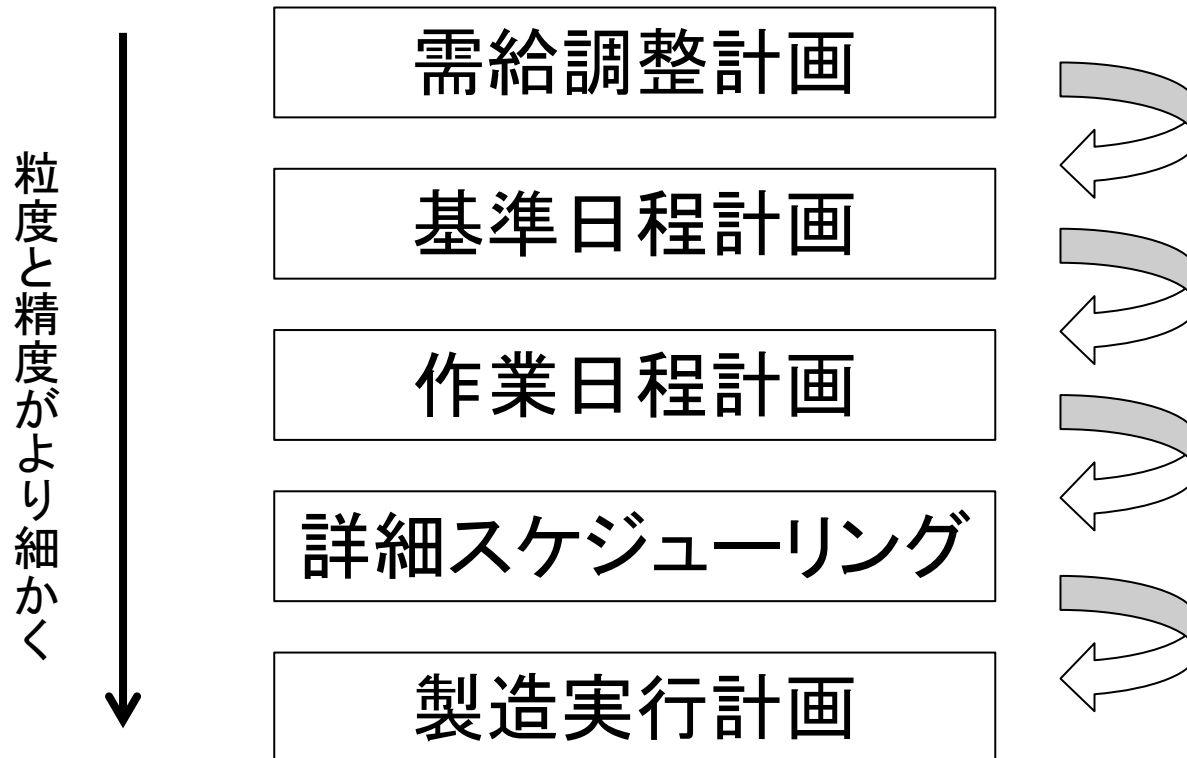 需給調整計画
基準日程計画
作業日程計画
詳細スケジューリング
製造実行計画
粒度と精度がより細かく